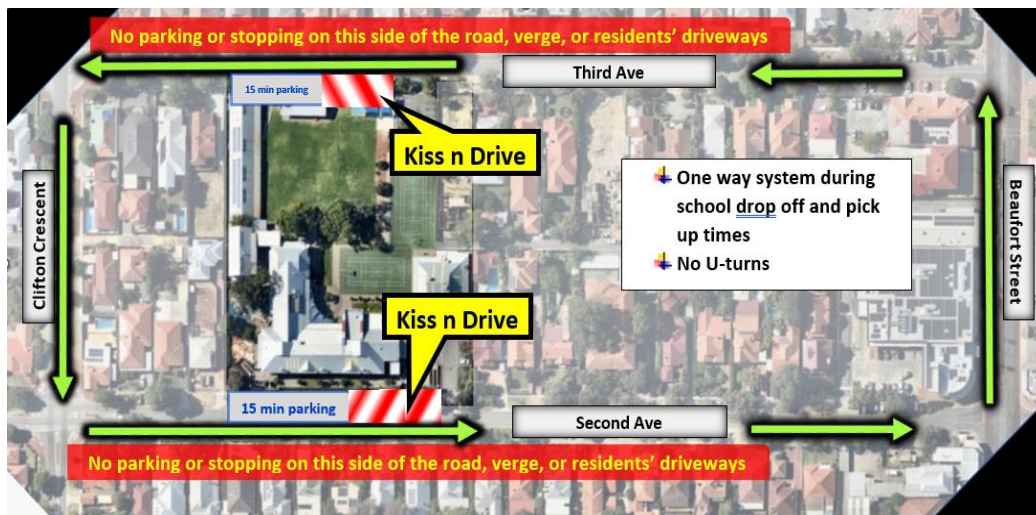 No parking or stopping on this side of the road, verge, or residents’ driveways
Third Ave
15 min parking
Kiss n Drive
One way system during
school drop off and pick
up times
No U-turns
Clifton Crescent
Beaufort Street
Kiss n Drive
15 min parking
Second Ave
No parking or stopping on this side of the road, verge, or residents’ driveways